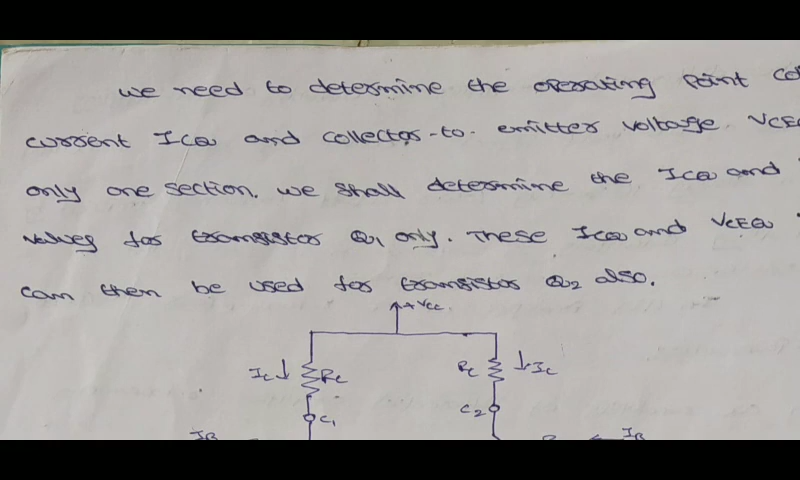 we need to determine the operating point
current ICQ and collector-to-emitter voltage VCEQ
only one section. we shall determine the ICQ and
values for transistor Q1 only. These ICQ and VCEQ
can then be used for transistor Q2 also.
+VCC
IC RC RC IC
C2
C1
IB IB